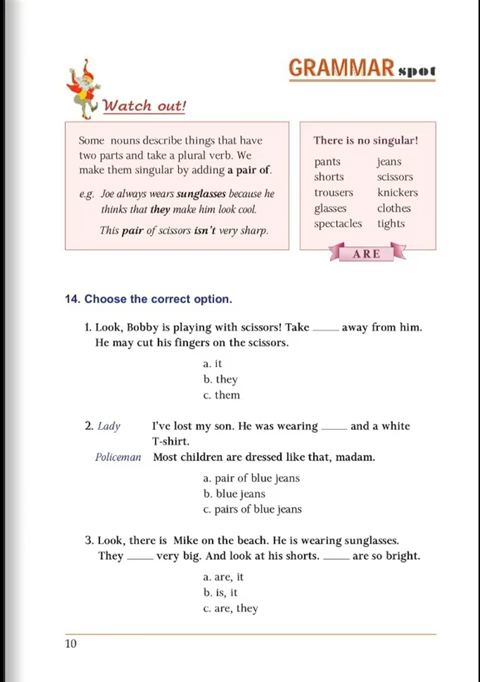 GRAMMAR spot
Watch out!
Some nouns describe things that have
two parts and take a plural verb. We
make them singular by adding a pair of.
e.g. Joe always wears sunglasses because he
thinks that they make him look cool.
This pair of scissors isn't very sharp.
There is no singular!
pants jeans
shorts scissors
trousers knickers
glasses clothes
spectacles tights
ARE
14. Choose the correct option.
1. Look, Bobby is playing with scissors! Take _____ away from him.
He may cut his fingers on the scissors.
a. it
b. they
c. them
2. Lady I've lost my son. He was wearing _____ and a white
T-shirt.
Policeman Most children are dressed like that, madam.
a. pair of blue jeans
b. blue jeans
c. pairs of blue jeans
3. Look, there is Mike on the beach. He is wearing sunglasses.
They _____ very big. And look at his shorts. _____ are so bright.
a. are, it
b. is, it
c. are, they
10